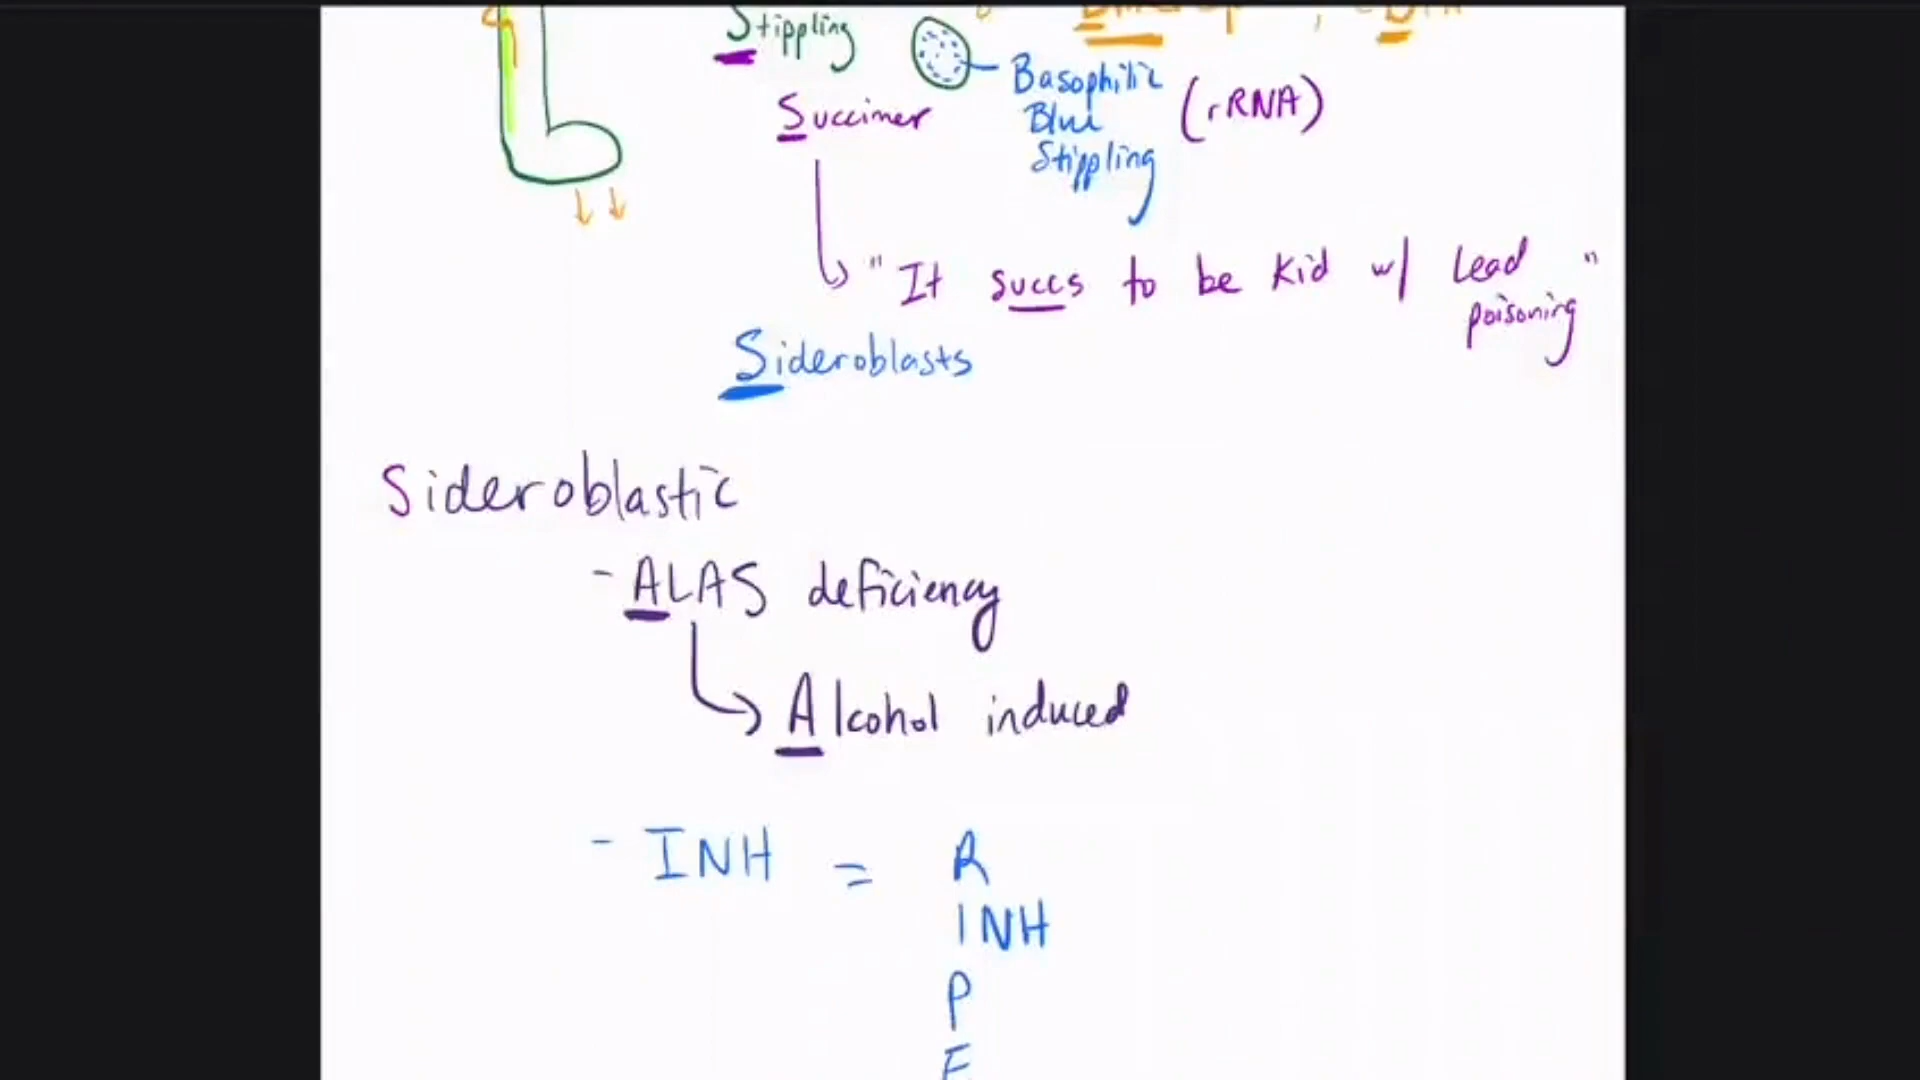 Stippling
Basophilic
Blue
Stippling
(rRNA)
Succimer
"It succs to be kid w/ lead
poisoning"
Sideroblasts
Sideroblastic
- ALAS deficiency
Alcohol induced
- INH = R
INH
P
E